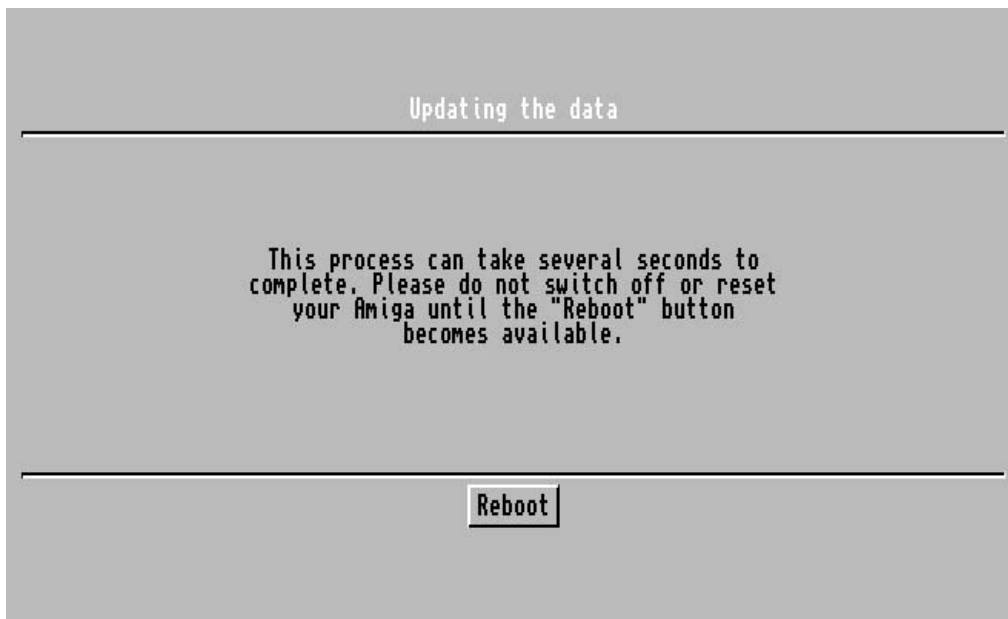 Updating the data
This process can take several seconds to
complete. Please do not switch off or reset
your Amiga until the "Reboot" button
becomes available.
Reboot